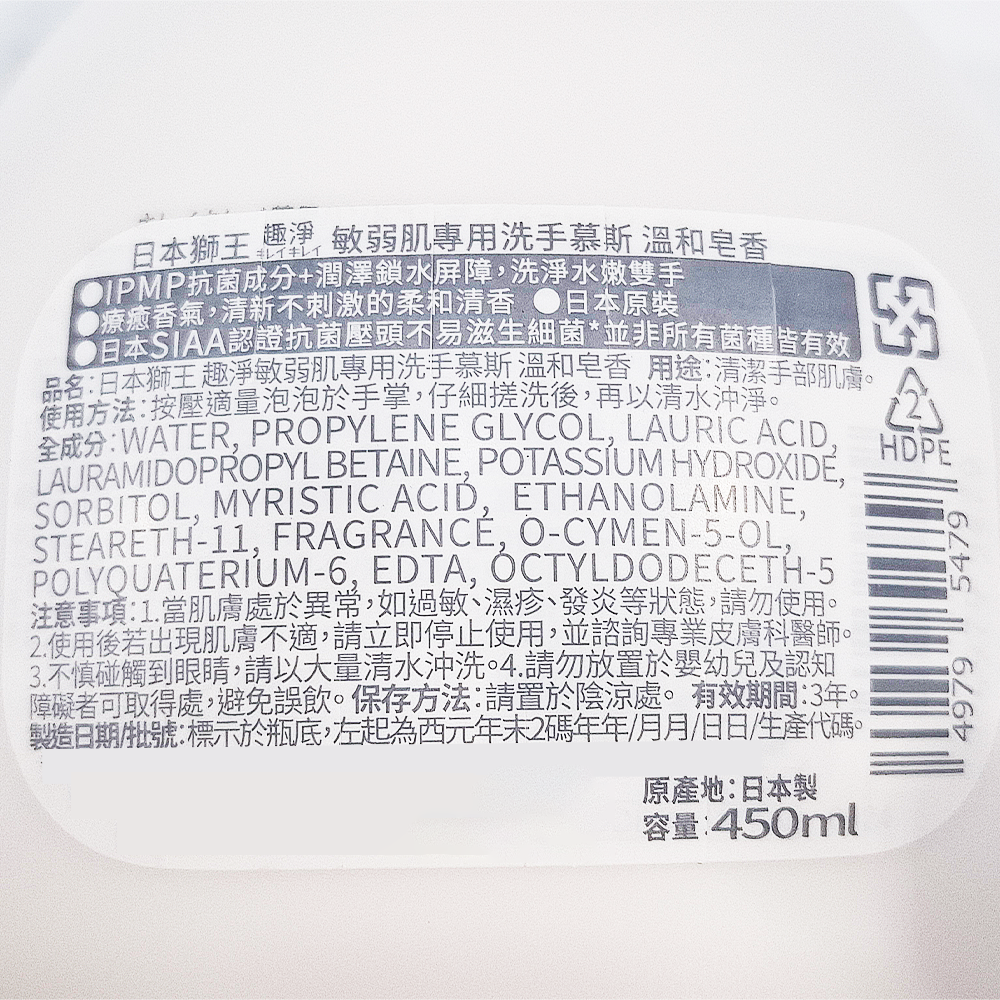 日本獅王 趣淨 キレイキレイ 敏弱肌專用洗手慕斯 溫和皂香
●IPMP抗菌成分+潤澤鎖水屏障，洗淨水嫩雙手
●療癒香氣，清新不刺激的柔和清香 ●日本原裝
●日本SIAA認證抗菌壓頭不易滋生細菌*並非所有菌種皆有效
品名：日本獅王 趣淨敏弱肌專用洗手慕斯 溫和皂香 用途：清潔手部肌膚。
使用方法：按壓適量泡泡於手掌，仔細搓洗後，再以清水沖淨。
全成分：WATER, PROPYLENE GLYCOL, LAURIC ACID,
LAURAMIDOPROPYL BETAINE, POTASSIUM HYDROXIDE,
SORBITOL, MYRISTIC ACID, ETHANOLAMINE,
STEARETH-11, FRAGRANCE, O-CYMEN-5-OL,
POLYQUATERIUM-6, EDTA, OCTYLDODECETH-5
注意事項：1.當肌膚處於異常，如過敏、濕疹、發炎等狀態，請勿使用。
2.使用後若出現肌膚不適，請立即停止使用，並諮詢專業皮膚科醫師。
3.不慎碰觸到眼睛，請以大量清水沖洗。4.請勿放置於嬰幼兒及認知
障礙者可取得處，避免誤飲。保存方法：請置於陰涼處。 有效期間：3年。
製造日期/批號：標示於瓶底，左起為西元年末2碼年年/月月/日日/生產代碼。
原產地：日本製
容量：450ml
2
HDPE
4979 5479